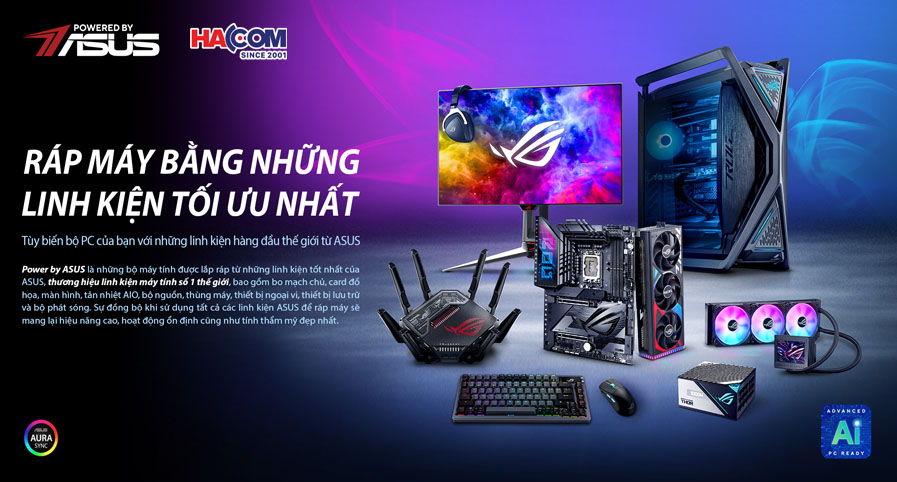 POWERED BY
ASUS
HACOM
SINCE 2001
RÁP MÁY BẰNG NHỮNG
LINH KIỆN TỐI ƯU NHẤT
Tùy biến bộ PC của bạn với những linh kiện hàng đầu thế giới từ ASUS
Power by ASUS là những bộ máy tính được lắp ráp từ những linh kiện tốt nhất của
ASUS, thương hiệu linh kiện máy tính số 1 thế giới, bao gồm bo mạch chủ, card đồ
họa, màn hình, tản nhiệt AIO, bộ nguồn, thùng máy, thiết bị ngoại vi, thiết bị lưu trữ
và bộ phát sóng. Sự đồng bộ khi sử dụng tất cả các linh kiện ASUS để ráp máy sẽ
mang lại hiệu năng cao, hoạt động ổn định cũng như tính thẩm mỹ đẹp nhất.
THOR
ASUS
AURA
SYNC
ADVANCED
Ai
PC READY